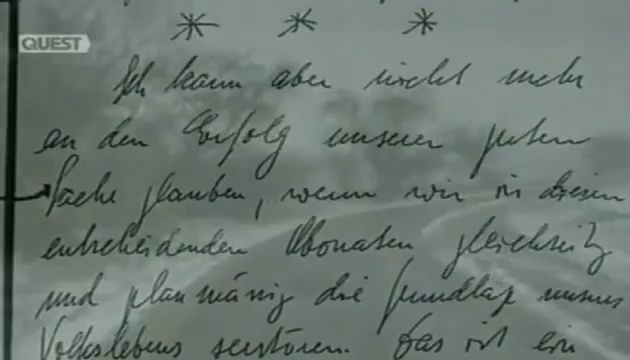 * * *
QUEST
Ich kann aber nicht mehr
an den Erfolg unserer guten
Sache glauben, wenn wir in diesen
entscheidenden Monaten gleichzeitig
und planmäßig die Grundlage unseres
Volkslebens zerstören. Das ist ein